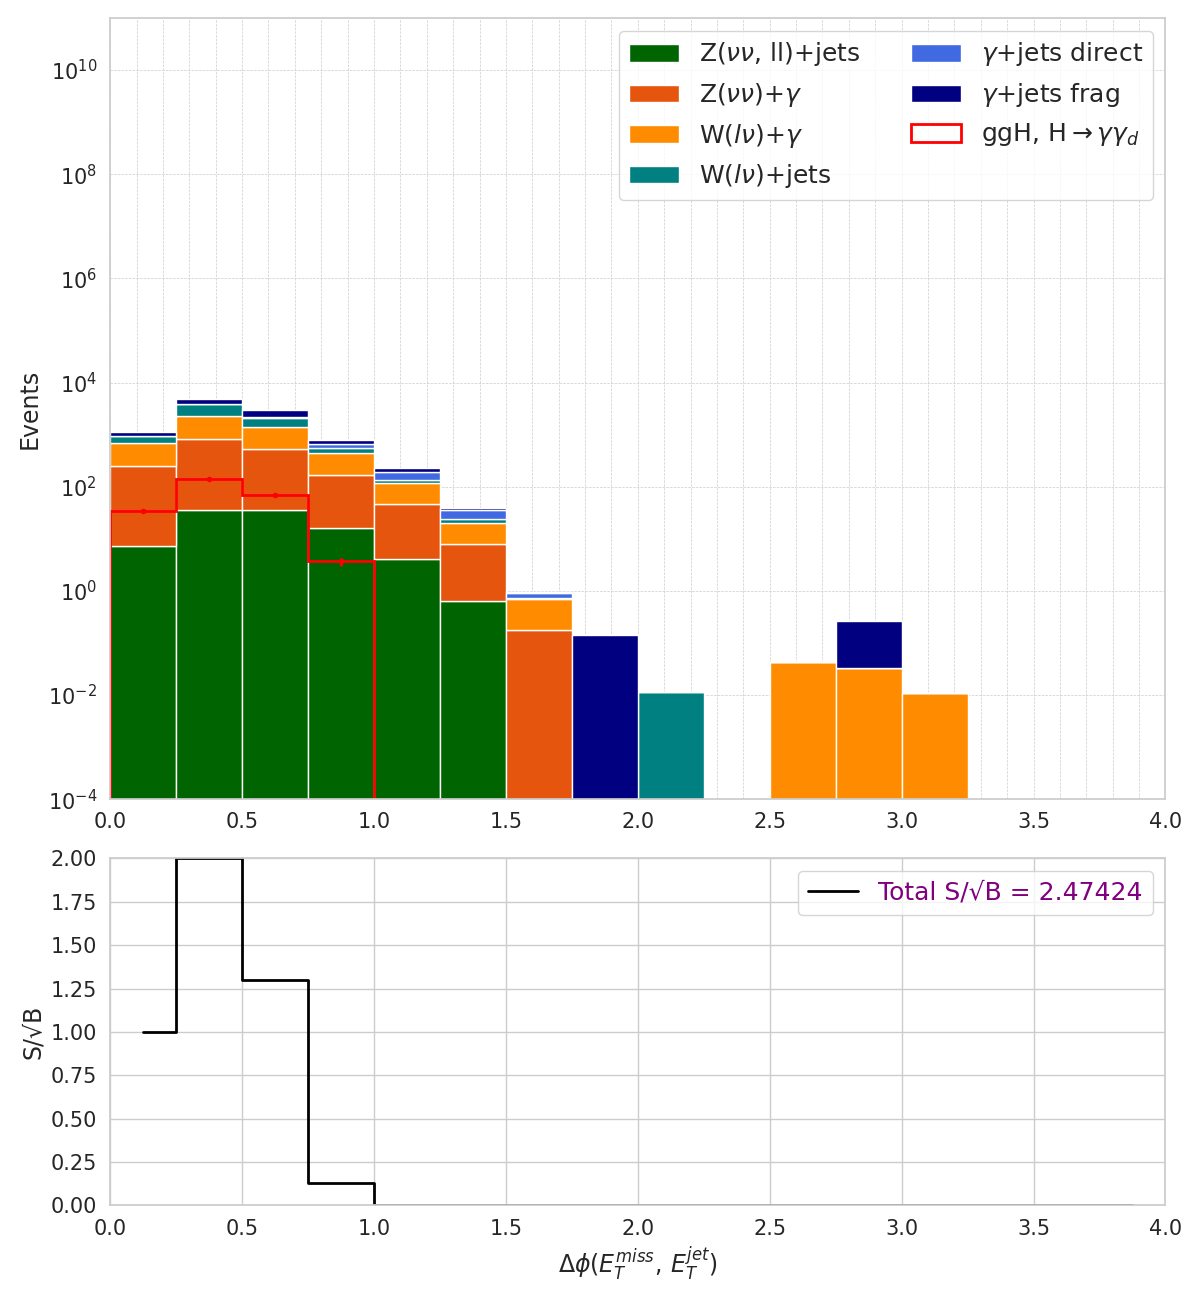 Z(νν, ll)+jets
Z(νν)+γ
W(lν)+γ
W(lν)+jets
γ+jets direct
γ+jets frag
ggH, H→γγ_d
Events
10^10
10^8
10^6
10^4
10^2
10^0
10^−2
10^−4
0.0 0.5 1.0 1.5 2.0 2.5 3.0 3.5 4.0
Total S/√B = 2.47424
S/√B
2.00
1.75
1.50
1.25
1.00
0.75
0.50
0.25
0.00
0.0 0.5 1.0 1.5 2.0 2.5 3.0 3.5 4.0
Δϕ(E_T^miss, E_T^jet)